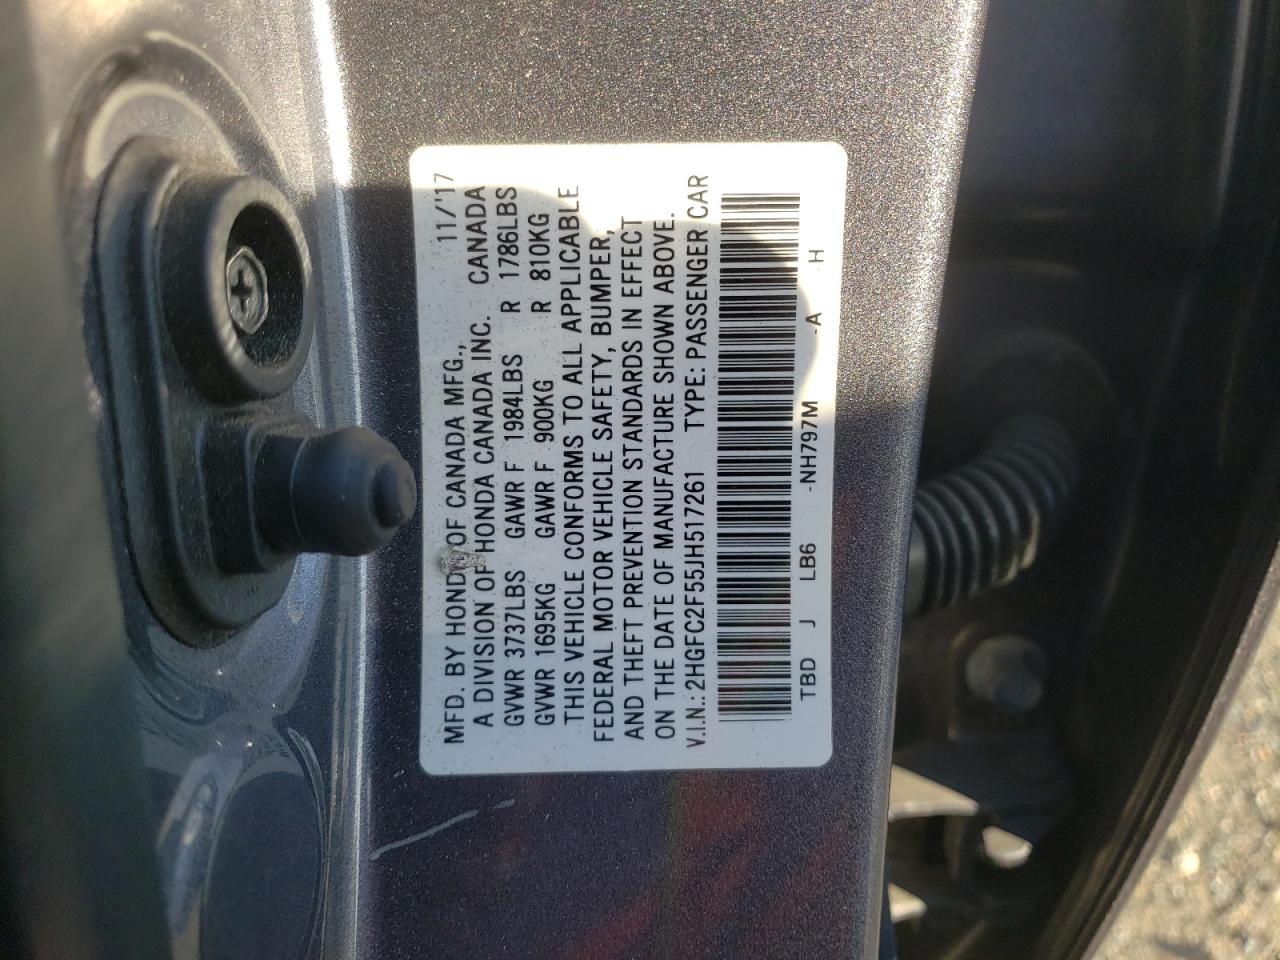 MFD. BY HONDA OF CANADA MFG., 11/'17
A DIVISION OF HONDA CANADA INC. CANADA
GVWR 3737LBS GAWR F 1984LBS R 1786LBS
GVWR 1695KG GAWR F 900KG R 810KG
THIS VEHICLE CONFORMS TO ALL APPLICABLE
FEDERAL MOTOR VEHICLE SAFETY, BUMPER,
AND THEFT PREVENTION STANDARDS IN EFFECT
ON THE DATE OF MANUFACTURE SHOWN ABOVE.
V.I.N.: 2HGFC2F55JH517261 TYPE: PASSENGER CAR
TBD J LB6 -NH797M -A H